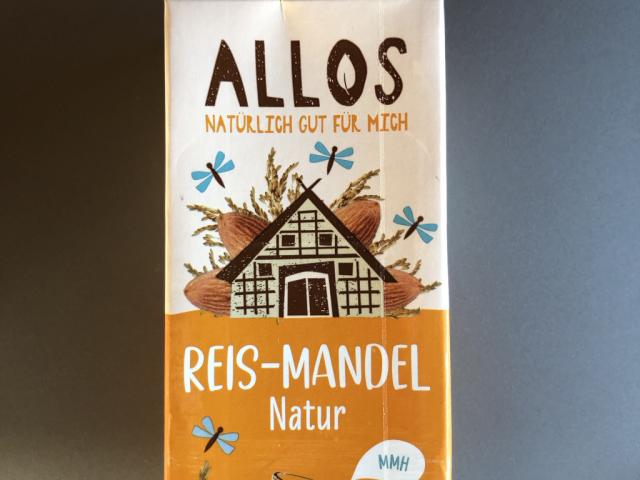 ALLOS
NATÜRLICH GUT FÜR MICH
REIS-MANDEL
Natur
MMH